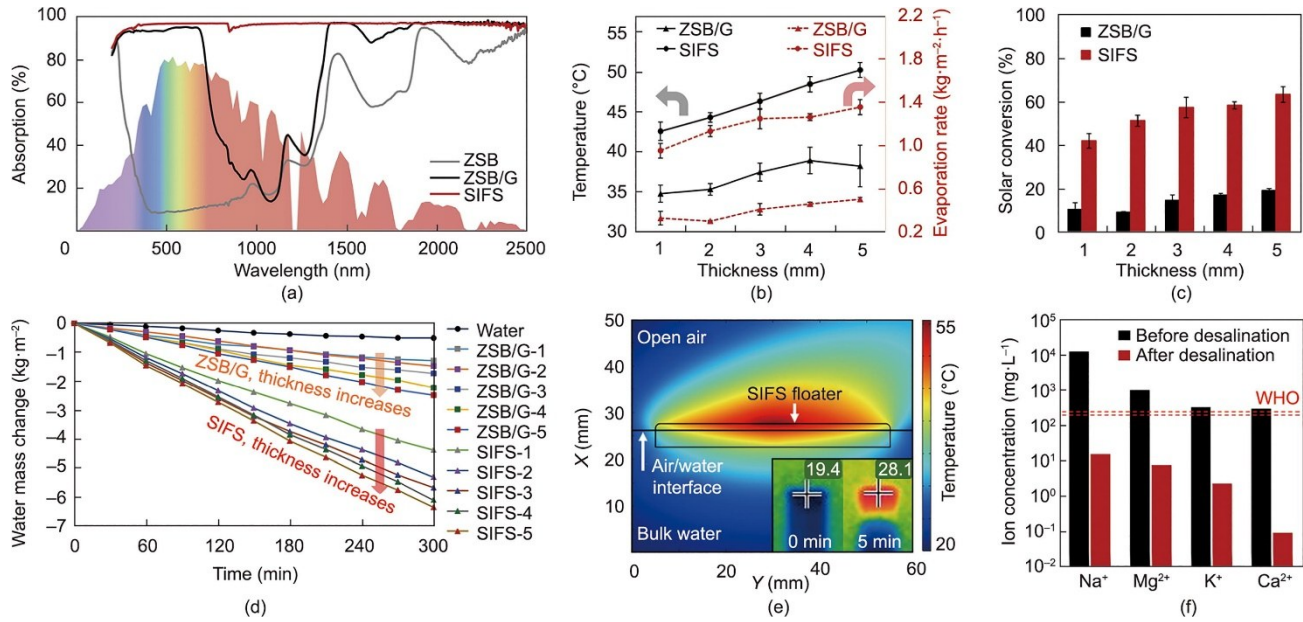 100
80
60
40
20
0
Absorption (%)
ZSB
ZSB/G
SIFS
500
1000
1500
2000
2500
Wavelength (nm)
(a)
Temperature (°C)
55
50
45
40
35
30
ZSB/G
SIFS
ZSB/G
SIFS
2.2
1.8
1.4
1.0
0.6
0.2
Evaporation rate (kg·m⁻²·h⁻¹)
1 2 3 4 5
Thickness (mm)
(b)
Solar conversion (%)
100
80
60
40
20
0
ZSB/G
SIFS
1 2 3 4 5
Thickness (mm)
(c)
Water mass change (kg·m⁻²)
0
−1
−2
−3
−4
−5
−6
−7
ZSB/G, thickness increases
SIFS, thickness increases
0 60 120 180 240 300
Time (min)
Water
ZSB/G-1
ZSB/G-2
ZSB/G-3
ZSB/G-4
ZSB/G-5
SIFS-1
SIFS-2
SIFS-3
SIFS-4
SIFS-5
(d)
X (mm)
50
40
30
20
10
0
Open air
SIFS floater
Air/water
interface
Bulk water
19.4
28.1
0 min
5 min
20 40 60
Y (mm)
55
Temperature (°C)
20
(e)
Ion concentration (mg·L⁻¹)
10⁵
10⁴
10³
10²
10¹
10⁰
10⁻¹
10⁻²
Before desalination
After desalination
WHO
Na⁺ Mg²⁺ K⁺ Ca²⁺
(f)